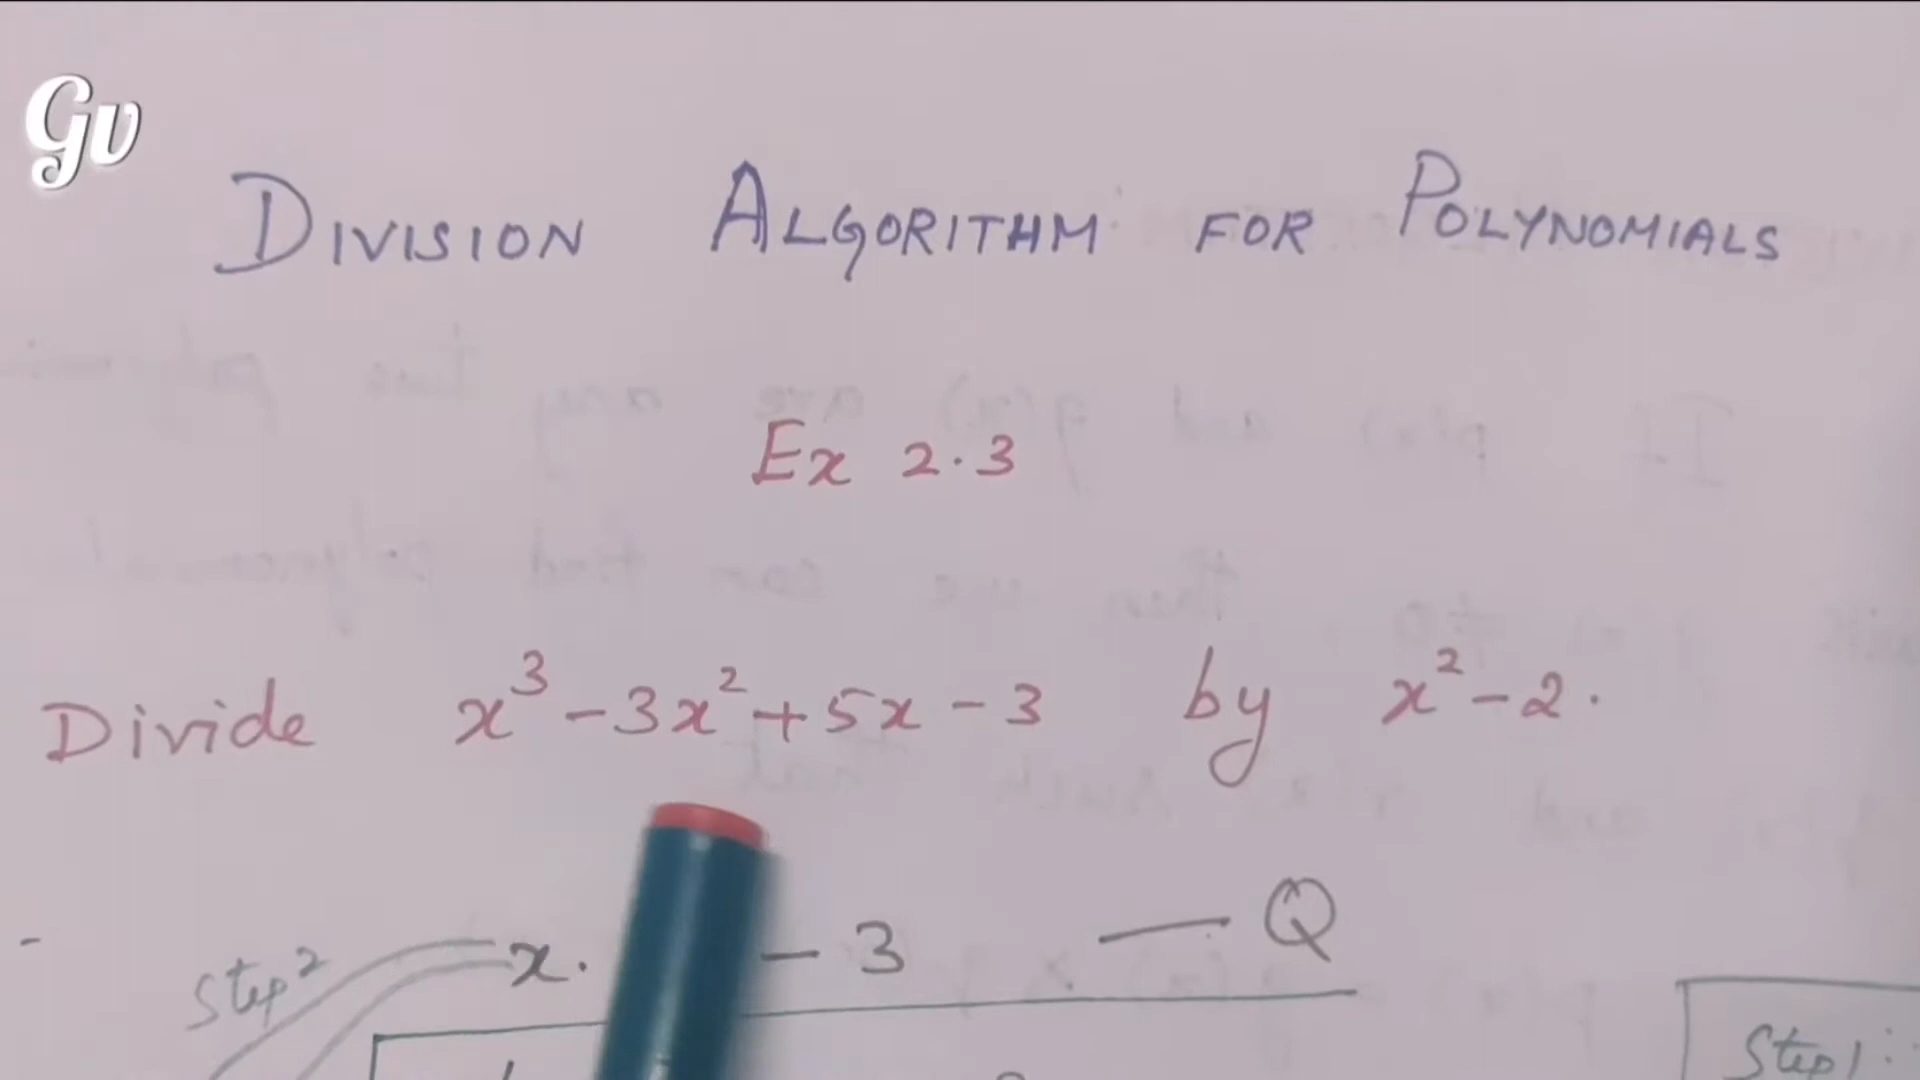 Gv
DIVISION ALGORITHM FOR POLYNOMIALS
Ex 2.3
Divide x³ - 3x² + 5x - 3 by x² - 2.
Step 2 x. - 3 — Q
Step 1: